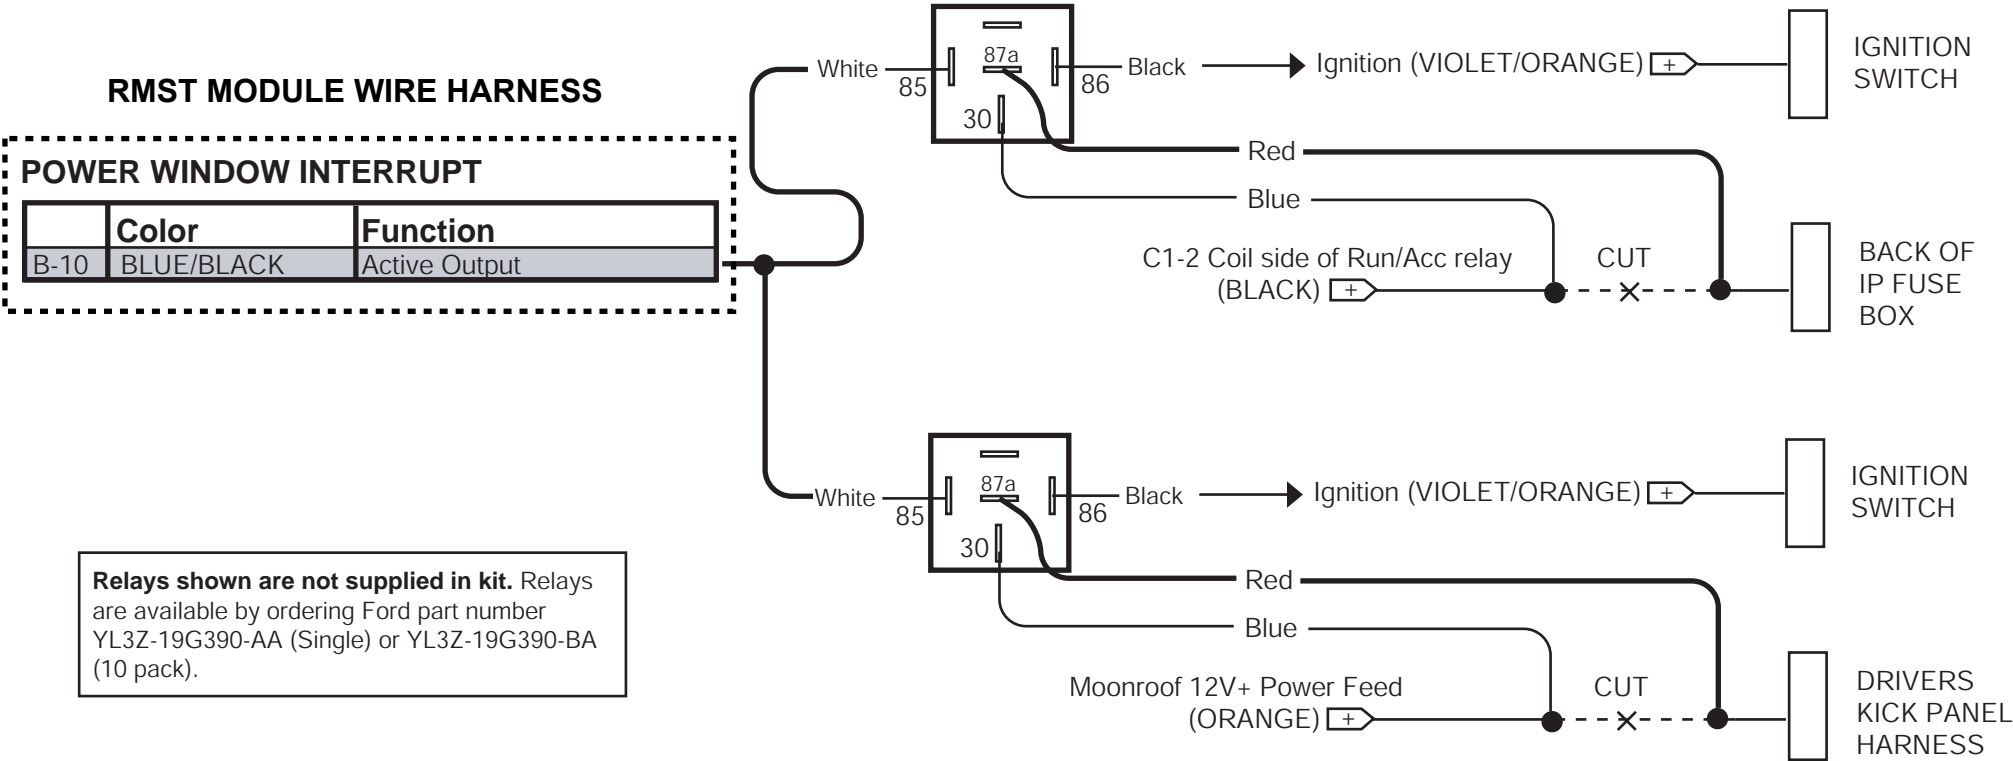 RMST MODULE WIRE HARNESS
POWER WINDOW INTERRUPT
Color Function
B-10 BLUE/BLACK Active Output
White
85
87a
30
86
Black
Ignition (VIOLET/ORANGE) +
IGNITION
SWITCH
Red
Blue
C1-2 Coil side of Run/Acc relay
(BLACK) +
CUT
BACK OF
IP FUSE
BOX
White
85
87a
30
86
Black
Ignition (VIOLET/ORANGE) +
IGNITION
SWITCH
Red
Blue
Moonroof 12V+ Power Feed
(ORANGE) +
CUT
DRIVERS
KICK PANEL
HARNESS
Relays shown are not supplied in kit. Relays
are available by ordering Ford part number
YL3Z-19G390-AA (Single) or YL3Z-19G390-BA
(10 pack).